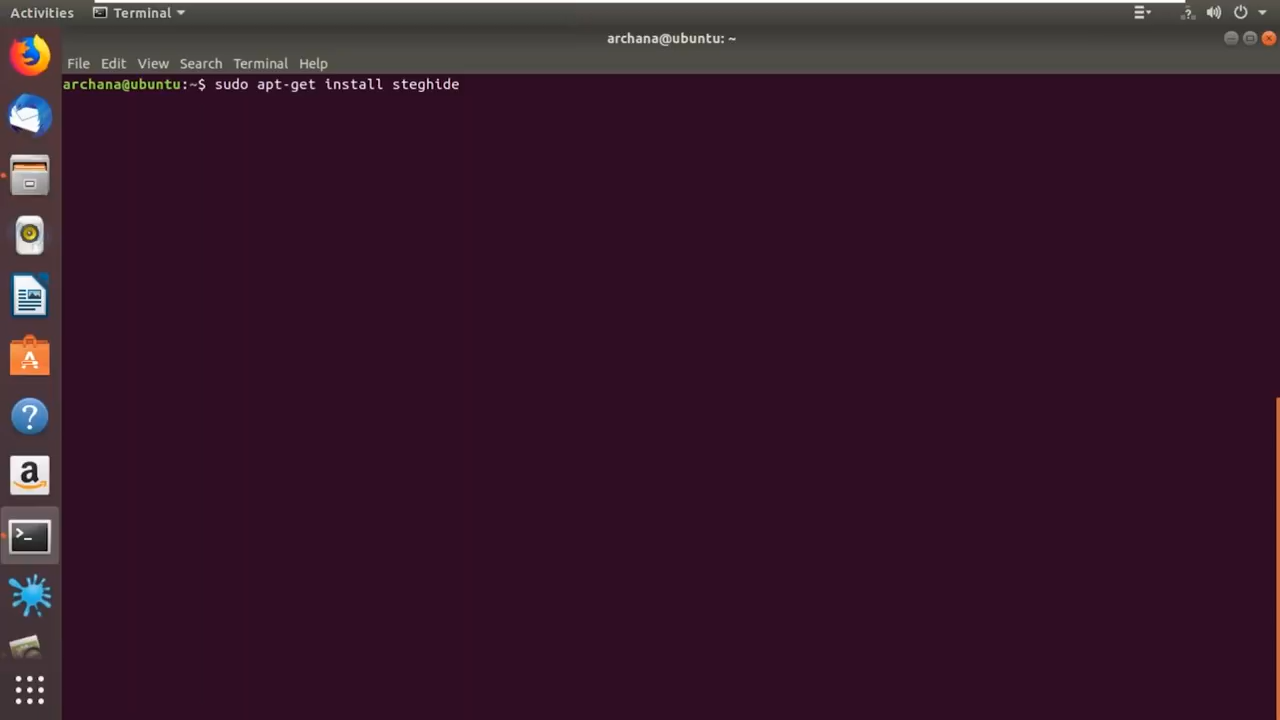 Activities
Terminal
archana@ubuntu: ~
File Edit View Search Terminal Help
archana@ubuntu:~$ sudo apt-get install steghide